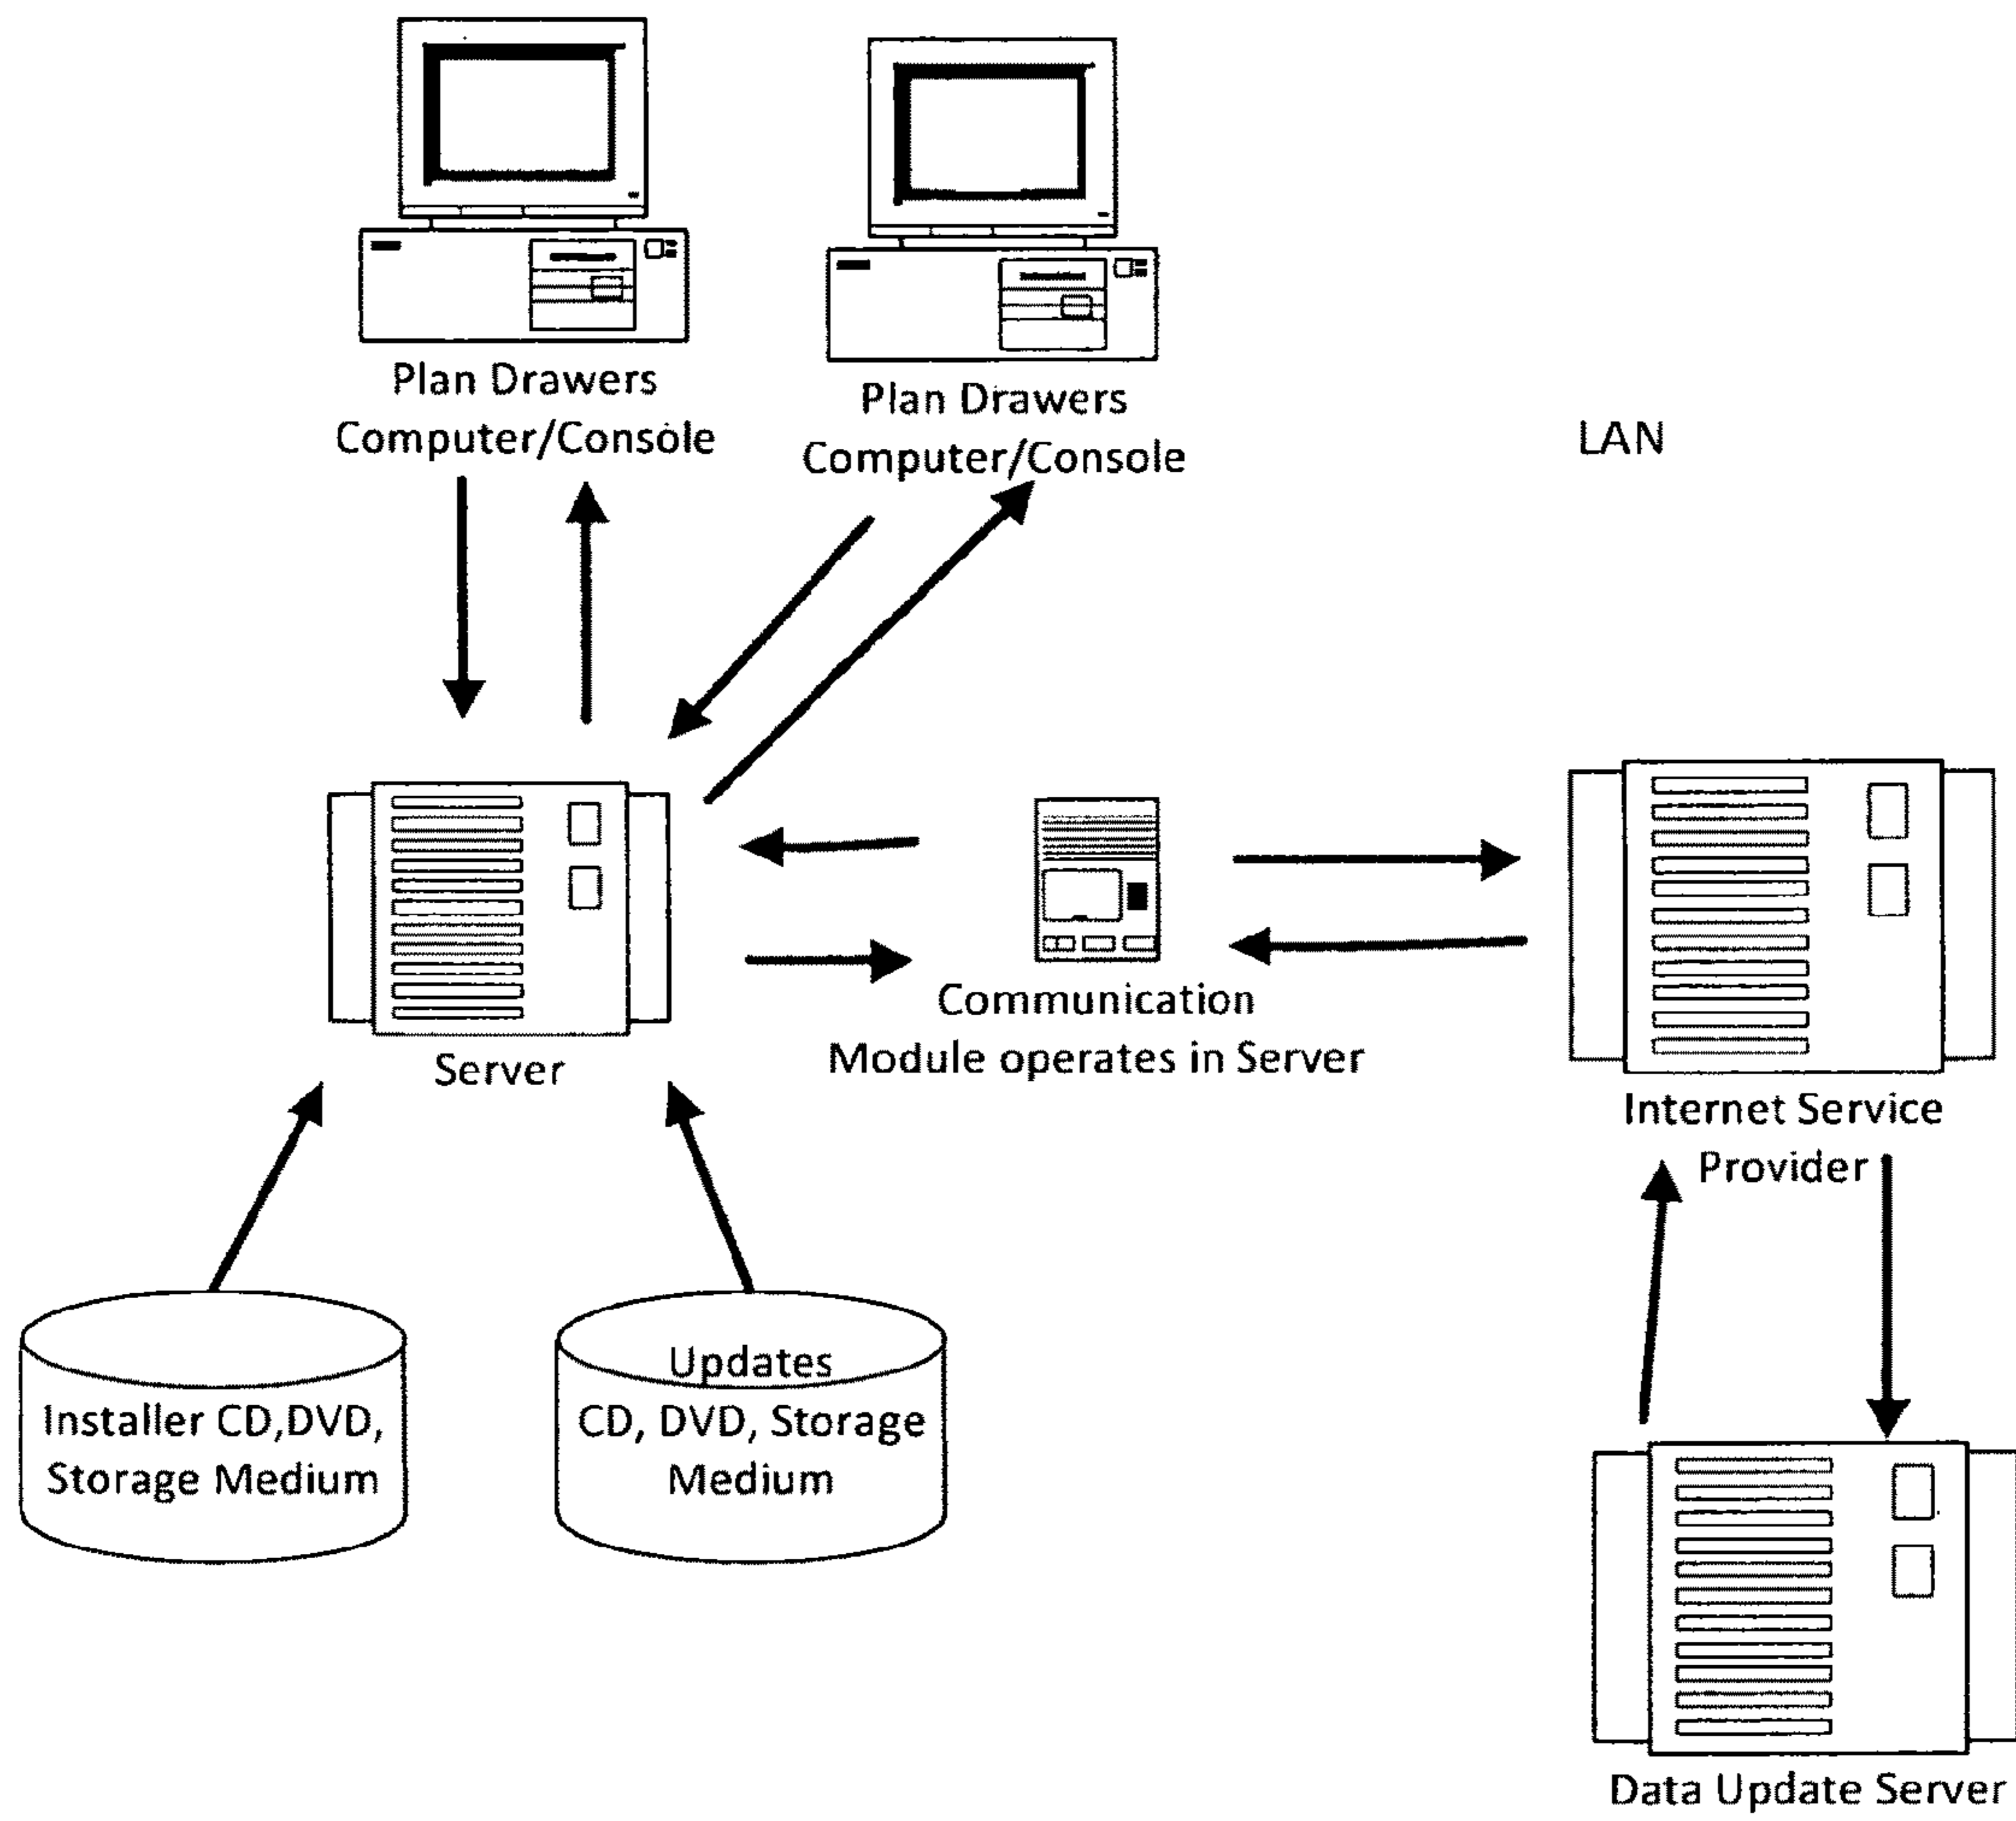 Plan Drawers
Computer/Console
Plan Drawers
Computer/Console
LAN
Server
Communication
Module operates in Server
Internet Service
Provider
Installer CD,DVD,
Storage Medium
Updates
CD, DVD, Storage
Medium
Data Update Server